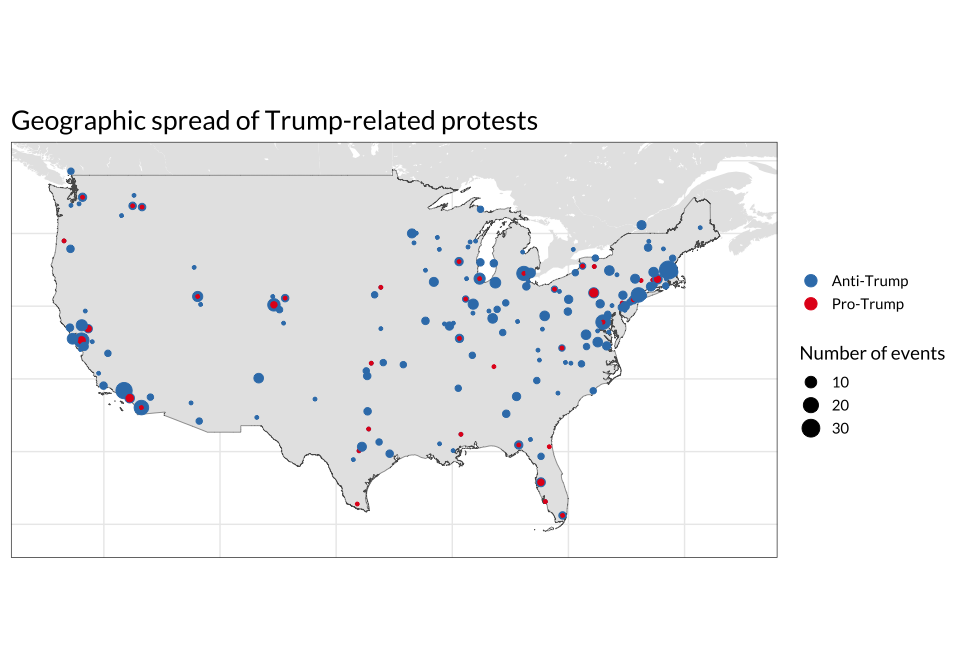 Geographic spread of Trump-related protests
Anti-Trump
Pro-Trump
Number of events
10
20
30